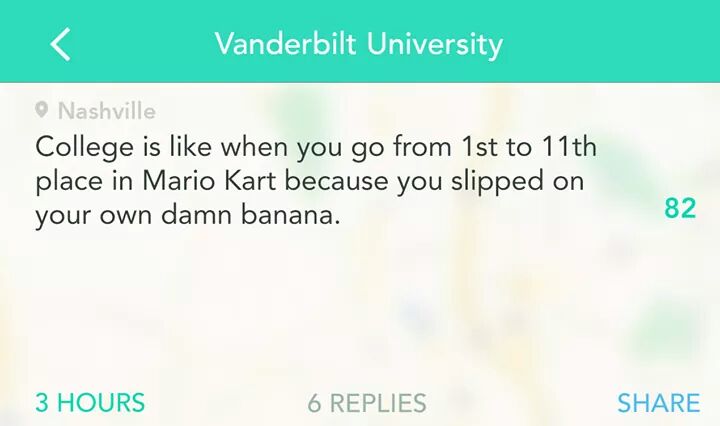 Vanderbilt University
Nashville
College is like when you go from 1st to 11th
place in Mario Kart because you slipped on
your own damn banana.
82
3 HOURS
6 REPLIES
SHARE